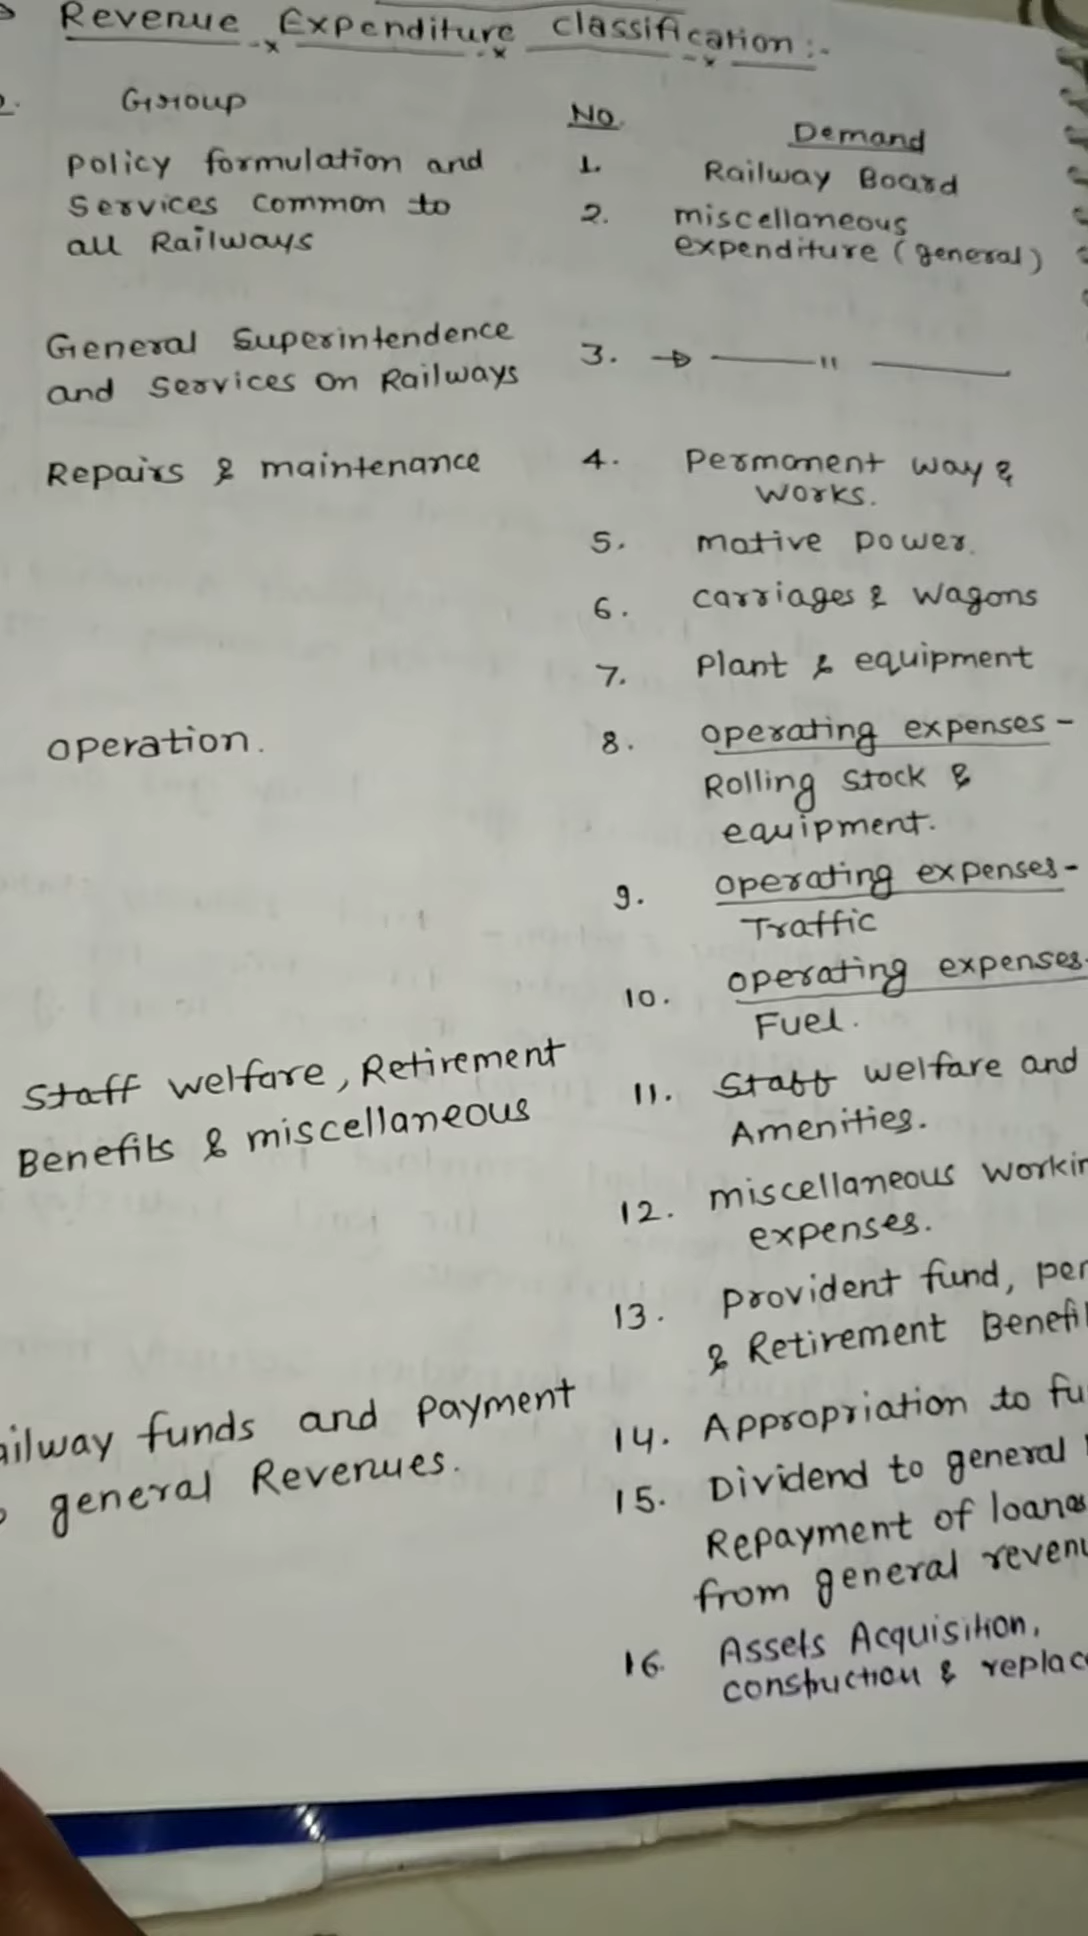 Revenue Expenditure classification :-
Group
No.
Demand
policy formulation and
1. Railway Board
Services common to
2. miscellaneous
all Railways
expenditure (general)
General Superintendence
3. → —— " ——
and Services on Railways
Repairs & maintenance
4. Permanent way &
works.
5. motive power.
6. carriages & wagons
7. Plant & equipment
operation.
8. operating expenses -
Rolling Stock &
equipment.
9. operating expenses -
Traffic
10. operating expenses-
Fuel.
Staff welfare, Retirement
11. Staff welfare and
Benefits & miscellaneous
Amenities.
12. miscellaneous
expenses.
13. provident fund,
& Retirement
funds and payment
14. Appropriation to
general Revenues.
15. Dividend to general
Repayment of
from general
16. Assets Acquisition,
construction &